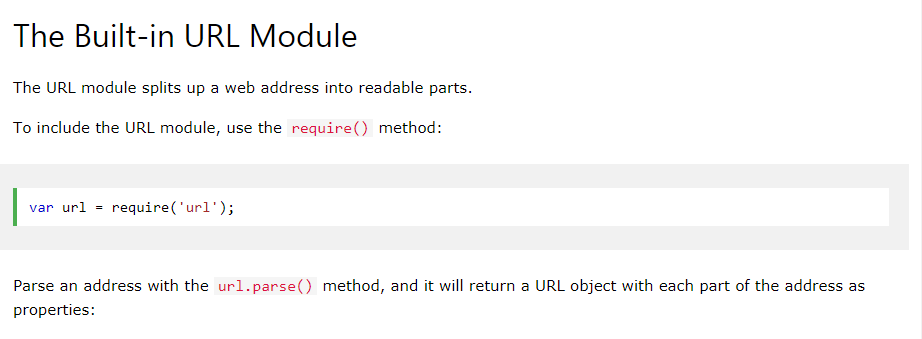 The Built-in URL Module
The URL module splits up a web address into readable parts.
To include the URL module, use the require() method:
var url = require('url');
Parse an address with the url.parse() method, and it will return a URL object with each part of the address as
properties: